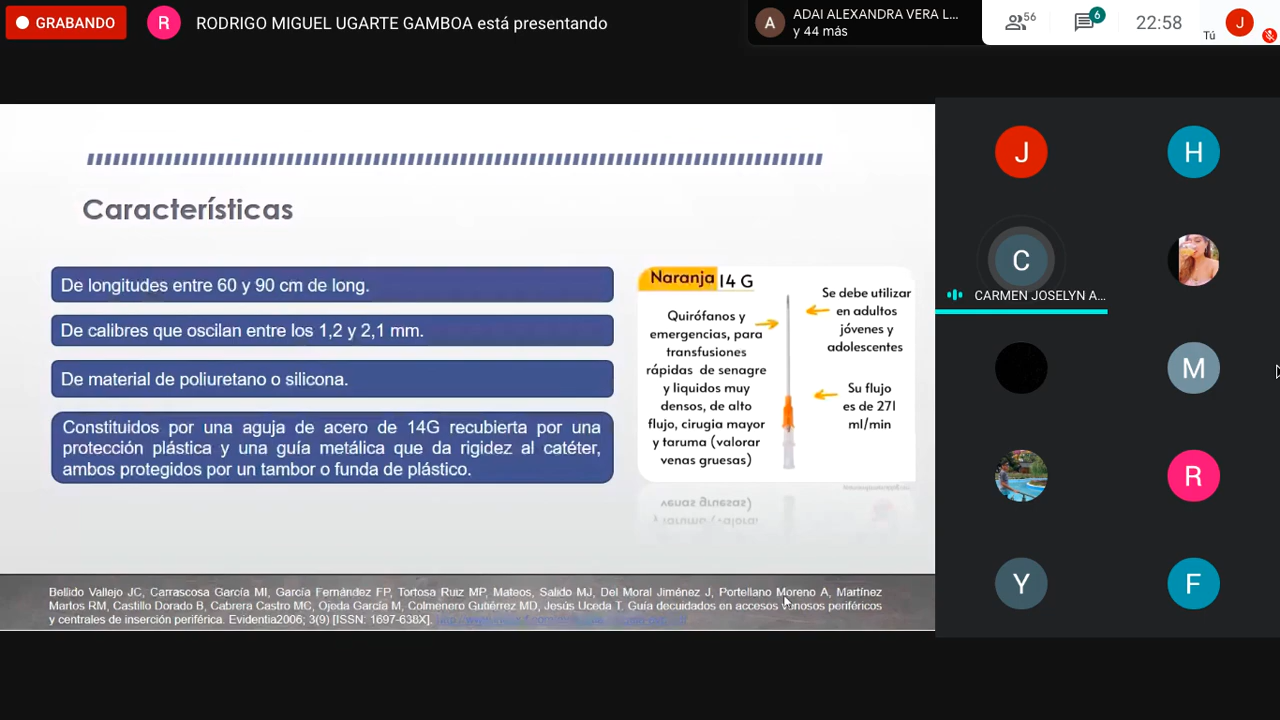 GRABANDO
R
RODRIGO MIGUEL UGARTE GAMBOA está presentando
A
ADAI ALEXANDRA VERA L...
y 44 más
56
6
22:58
Tú
J
Características
De longitudes entre 60 y 90 cm de long.
De calibres que oscilan entre los 1,2 y 2,1 mm.
De material de poliuretano o silicona.
Constituidos por una aguja de acero de 14G recubierta por una
protección plástica y una guía metálica que da rigidez al catéter,
ambos protegidos por un tambor o funda de plástico.
Naranja 14 G
Quirófanos y
emergencias, para
transfusiones
rápidas de senagre
y liquidos muy
densos, de alto
flujo, cirugia mayor
y taruma (valorar
venas gruesas)
Se debe utilizar
en adultos
jóvenes y
adolescentes
Su flujo
es de 271
ml/min
Bellido Vallejo JC, Carrascosa García MI, García Fernández FP, Tortosa Ruiz MP, Mateos, Salido MJ, Del Moral Jiménez J, Portellano Moreno A, Martínez
Martos RM, Castillo Dorado B, Cabrera Castro MC, Ojeda García M, Colmenero Gutiérrez MD, Jesús Uceda T. Guía decuidados en accesos venosos periféricos
y centrales de inserción periférica. Evidentia2006; 3(9) [ISSN: 1697-638X].
J
H
C
CARMEN JOSELYN A...
M
R
Y
F